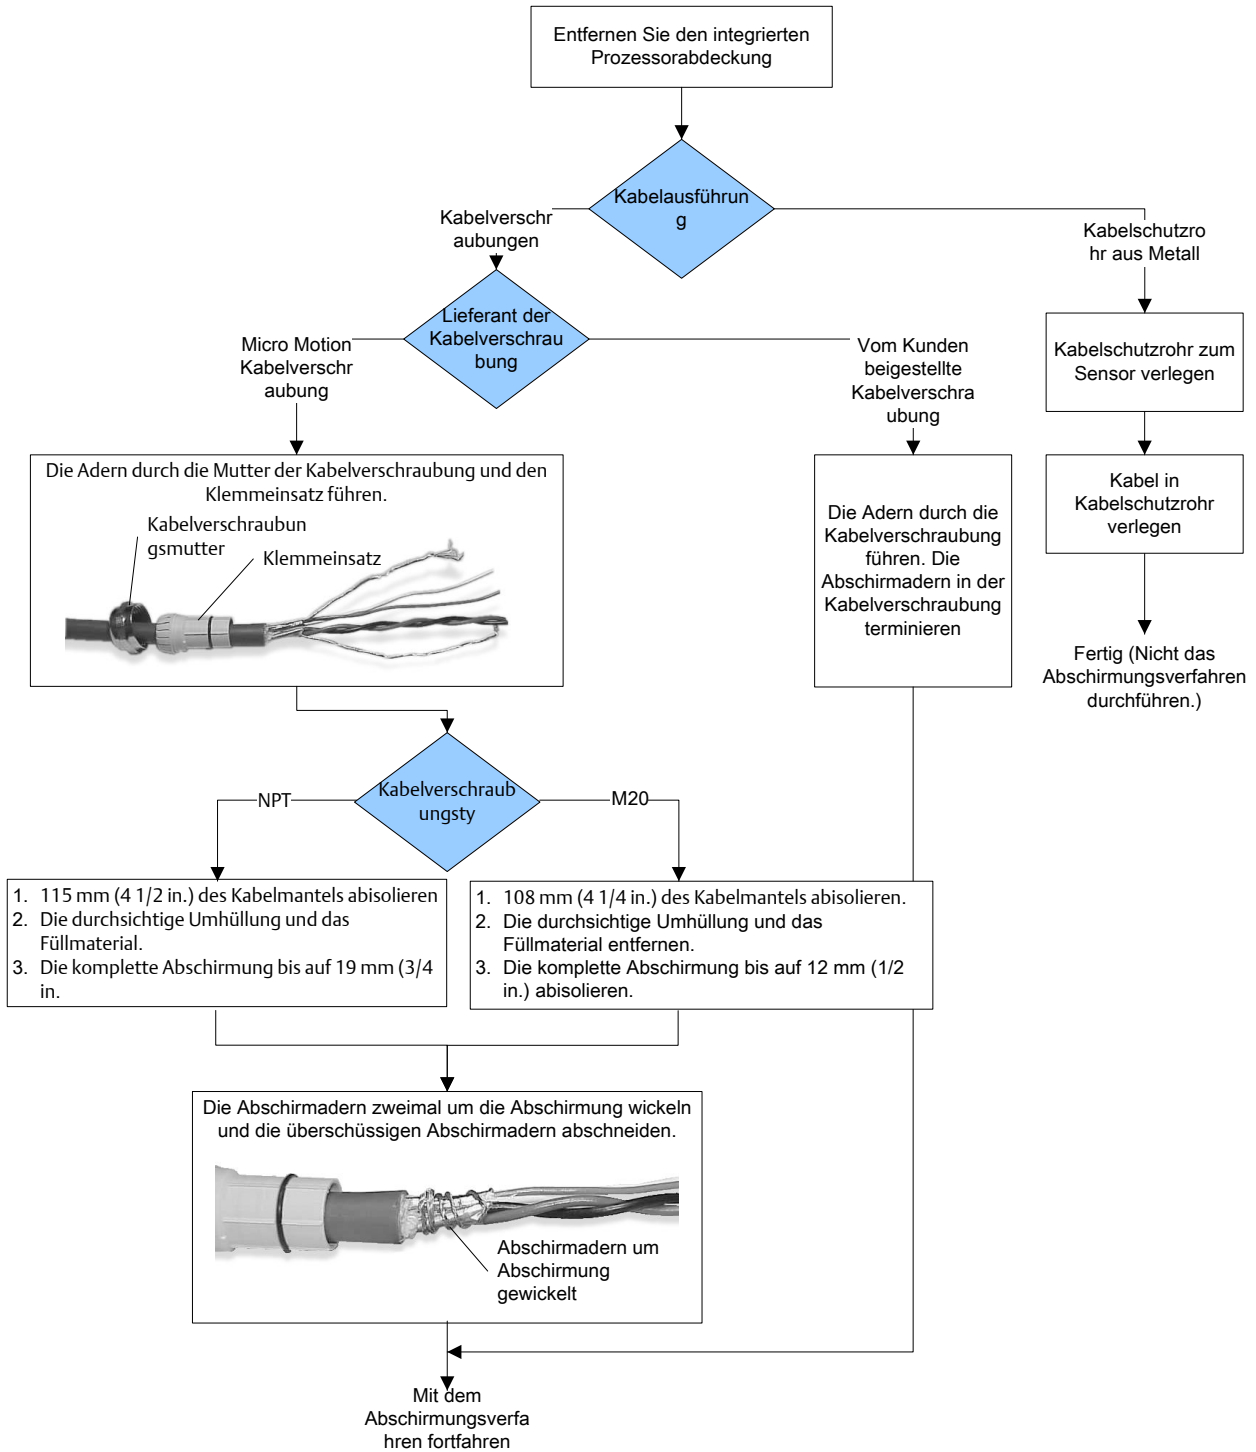 Entfernen Sie den integrierten
Prozessorabdeckung
Kabelausführun
g
Kabelverschr
aubungen
Kabelschutzro
hr aus Metall
Lieferant der
Kabelverschrau
bung
Micro Motion
Kabelverschr
aubung
Vom Kunden
beigestellte
Kabelverschra
ubung
Kabelschutzrohr zum
Sensor verlegen
Die Adern durch die Mutter der Kabelverschraubung und den
Klemmeinsatz führen.
Kabelverschraubun
gsmutter
Klemmeinsatz
Die Adern durch die
Kabelverschraubung
führen. Die
Abschirmadern in der
Kabelverschraubung
terminieren
Kabel in
Kabelschutzrohr
verlegen
Fertig (Nicht das
Abschirmungsverfahren
durchführen.)
Kabelverschraub
ungsty
NPT
M20
1. 115 mm (4 1/2 in.) des Kabelmantels abisolieren
2. Die durchsichtige Umhüllung und das
Füllmaterial.
3. Die komplette Abschirmung bis auf 19 mm (3/4
in.
1. 108 mm (4 1/4 in.) des Kabelmantels abisolieren.
2. Die durchsichtige Umhüllung und das
Füllmaterial entfernen.
3. Die komplette Abschirmung bis auf 12 mm (1/2
in.) abisolieren.
Die Abschirmadern zweimal um die Abschirmung wickeln
und die überschüssigen Abschirmadern abschneiden.
Abschirmadern um
Abschirmung
gewickelt
Mit dem
Abschirmungsverfa
hren fortfahren